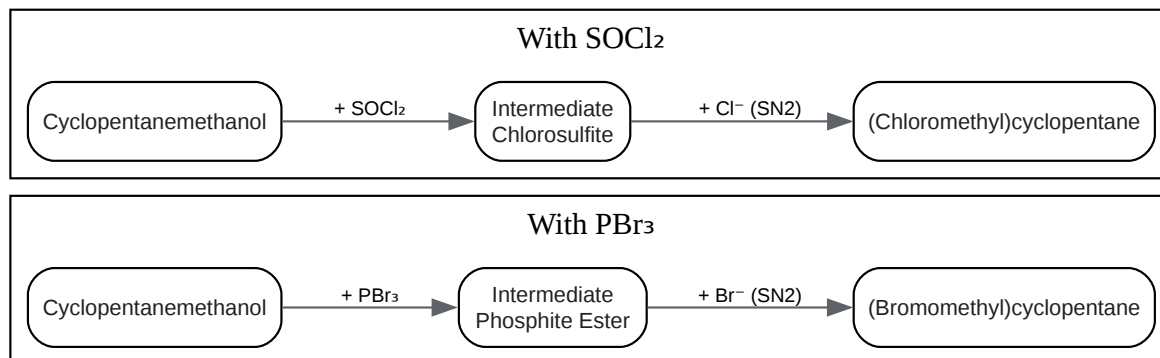 With SOCl₂
Cyclopentanemethanol
+ SOCl₂
Intermediate
Chlorosulfite
+ Cl⁻ (SN2)
(Chloromethyl)cyclopentane
With PBr₃
Cyclopentanemethanol
+ PBr₃
Intermediate
Phosphite Ester
+ Br⁻ (SN2)
(Bromomethyl)cyclopentane